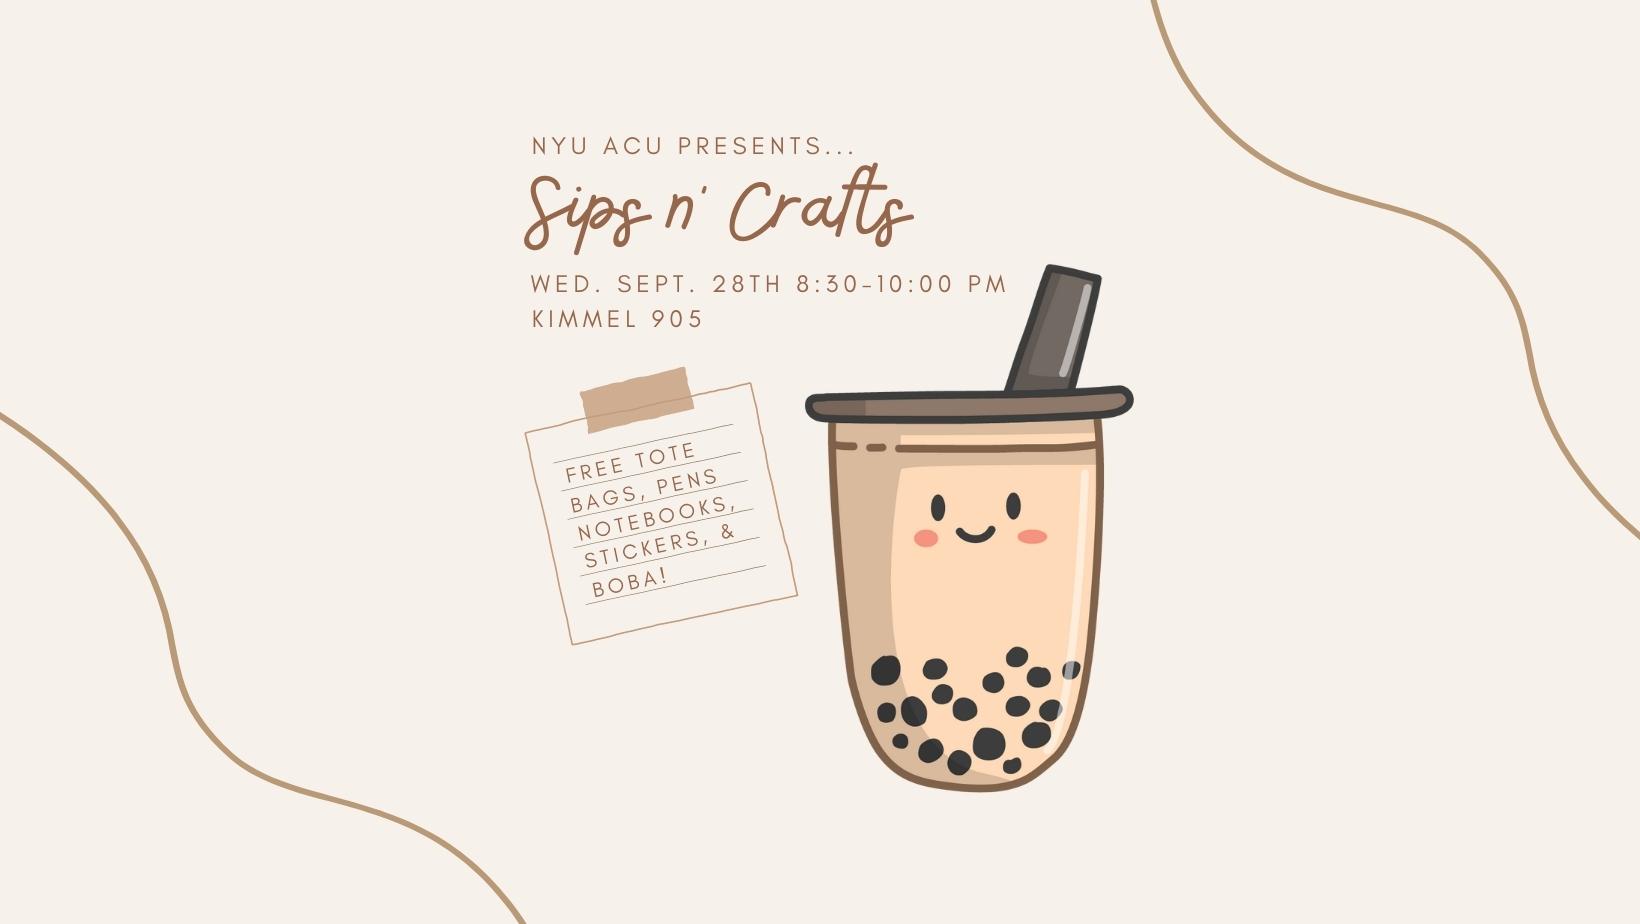 NYU ACU PRESENTS...
Sips n' Crafts
WED. SEPT. 28TH 8:30-10:00 PM
KIMMEL 905
FREE TOTE
BAGS, PENS
NOTEBOOKS,
STICKERS, &
BOBA!